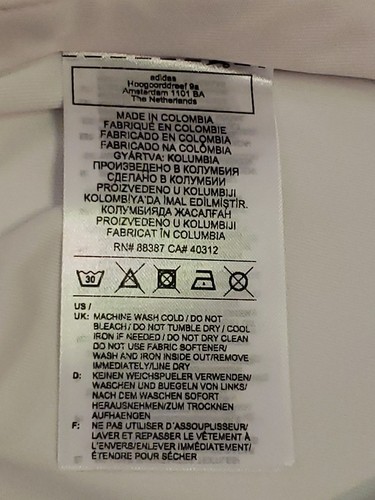 adidas
Hoogoorddreef 9a
Amsterdam 1101 BA
The Netherlands
MADE IN COLOMBIA
FABRIQUÉ EN COLOMBIE
FABRICADO EN COLOMBIA
FABRICADO NA COLÔMBIA
GYÁRTVA: KOLUMBIA
ПРОИЗВЕДЕНО В КОЛУМБИЯ
СДЕЛАНО В КОЛУМБИИ
PROIZVEDENO U KOLUMBIJI
KOLOMBIYA'DA İMAL EDİLMİŞTİR.
КОЛУМБИЯДА ЖАСАЛҒАН
PROIZVEDENO U KOLUMBIJI
FABRICAT ÎN COLUMBIA
RN# 88387 CA# 40312
30
US /
UK: MACHINE WASH COLD / DO NOT
BLEACH / DO NOT TUMBLE DRY / COOL
IRON IF NEEDED / DO NOT DRY CLEAN
DO NOT USE FABRIC SOFTENER/
WASH AND IRON INSIDE OUT/REMOVE
IMMEDIATELY/LINE DRY
D: KEINEN WEICHSPUELER VERWENDEN/
WASCHEN UND BUEGELN VON LINKS/
NACH DEM WASCHEN SOFORT
HERAUSNEHMEN/ZUM TROCKNEN
AUFHAENGEN
F: NE PAS UTILISER D'ASSOUPLISSEUR/
LAVER ET REPASSER LE VÊTEMENT À
L'ENVERS/ENLEVER IMMÉDIATEMENT/
ÉTENDRE POUR SÉCHER